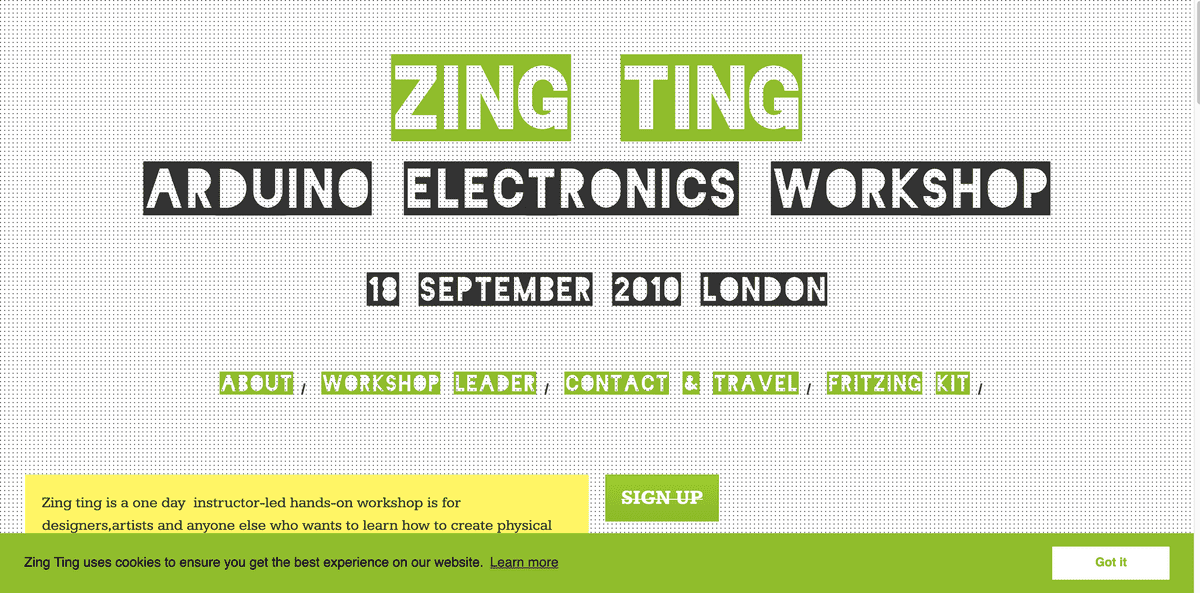 ZING TING
ARDUINO ELECTRONICS WORKSHOP
18 SEPTEMBER 2010 LONDON
ABOUT / WORKSHOP LEADER / CONTACT & TRAVEL / FRITZING KIT /
Zing ting is a one day instructor-led hands-on workshop is for
designers,artists and anyone else who wants to learn how to create physical
SIGN UP
Zing Ting uses cookies to ensure you get the best experience on our website. Learn more
Got it